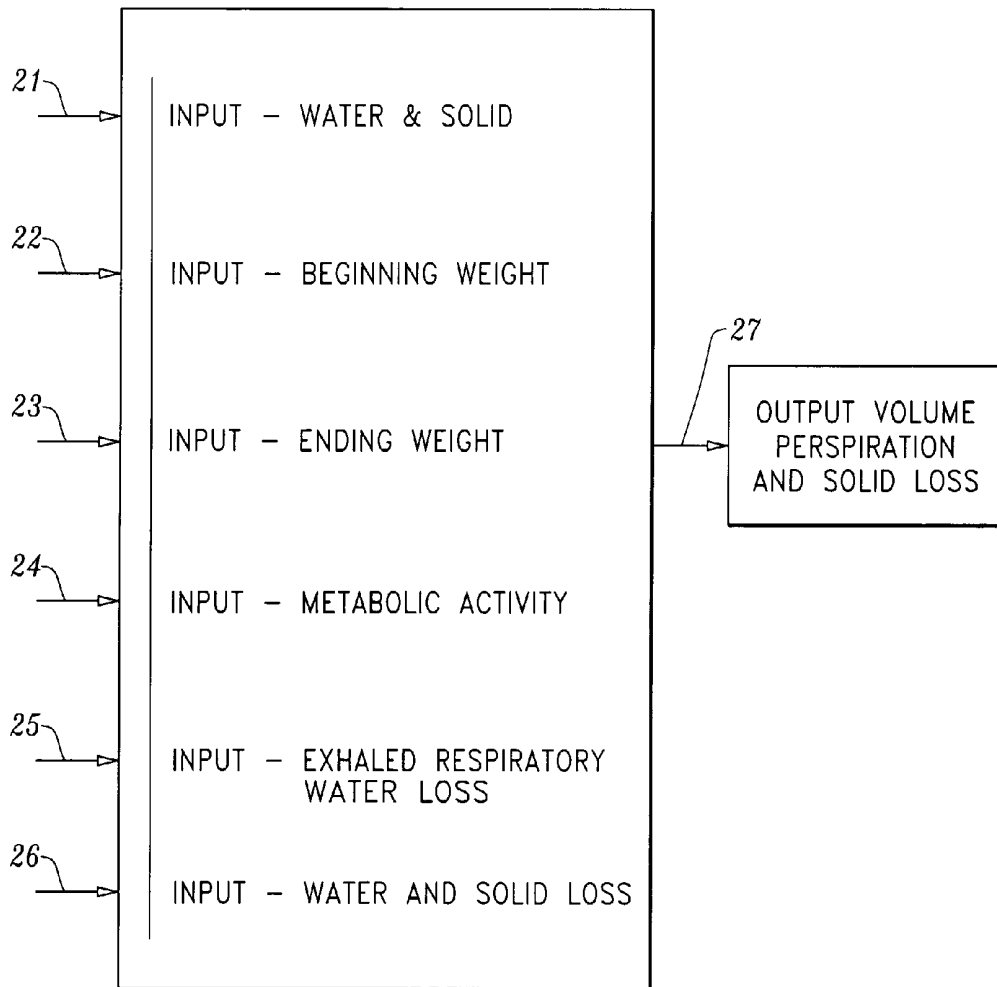 21
INPUT – WATER & SOLID
22
INPUT – BEGINNING WEIGHT
23
INPUT – ENDING WEIGHT
24
INPUT – METABOLIC ACTIVITY
25
INPUT – EXHALED RESPIRATORY
WATER LOSS
26
INPUT – WATER AND SOLID LOSS
27
OUTPUT VOLUME
PERSPIRATION
AND SOLID LOSS